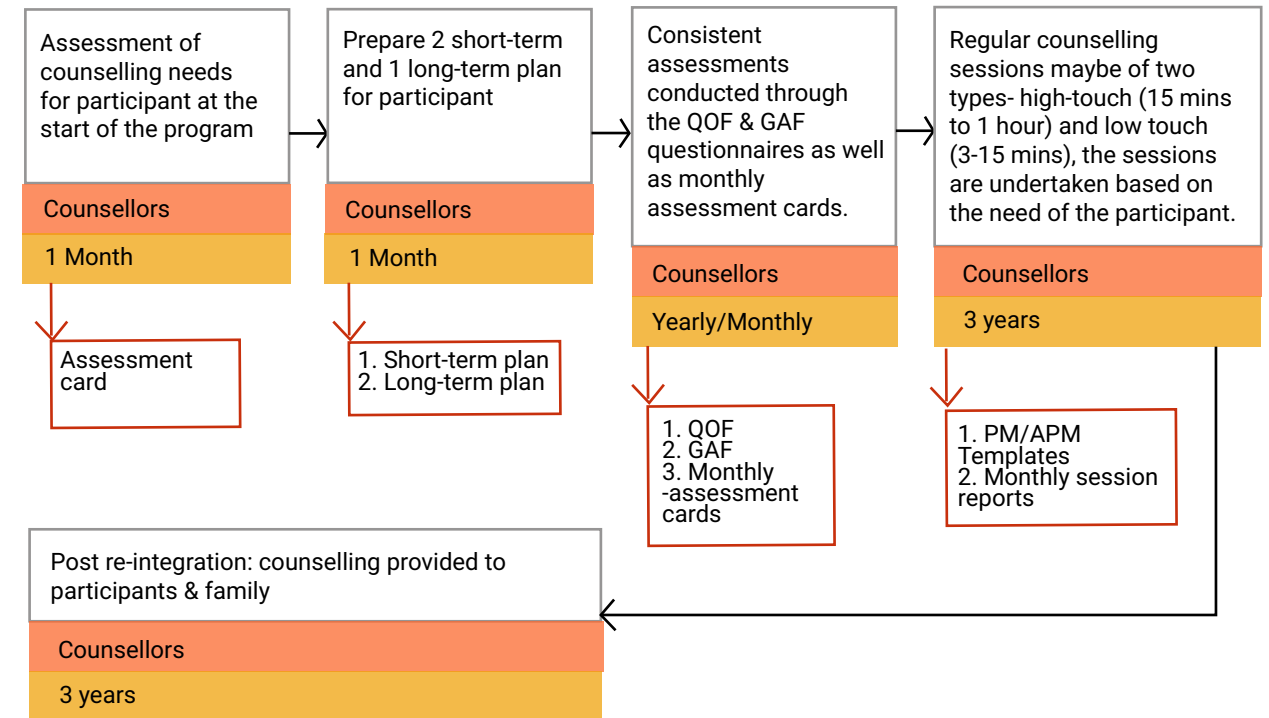 Assessment of
counselling needs
for participant at the
start of the program
Counsellors
1 Month
Assessment
card
Prepare 2 short-term
and 1 long-term plan
for participant
Counsellors
1 Month
1. Short-term plan
2. Long-term plan
Consistent
assessments
conducted through
the QOF & GAF
questionnaires as well
as monthly
assessment cards.
Counsellors
Yearly/Monthly
1. QOF
2. GAF
3. Monthly
-assessment
cards
Regular counselling
sessions maybe of two
types- high-touch (15 mins
to 1 hour) and low touch
(3-15 mins), the sessions
are undertaken based on
the need of the participant.
Counsellors
3 years
1. PM/APM
Templates
2. Monthly session
reports
Post re-integration: counselling provided to
participants & family
Counsellors
3 years